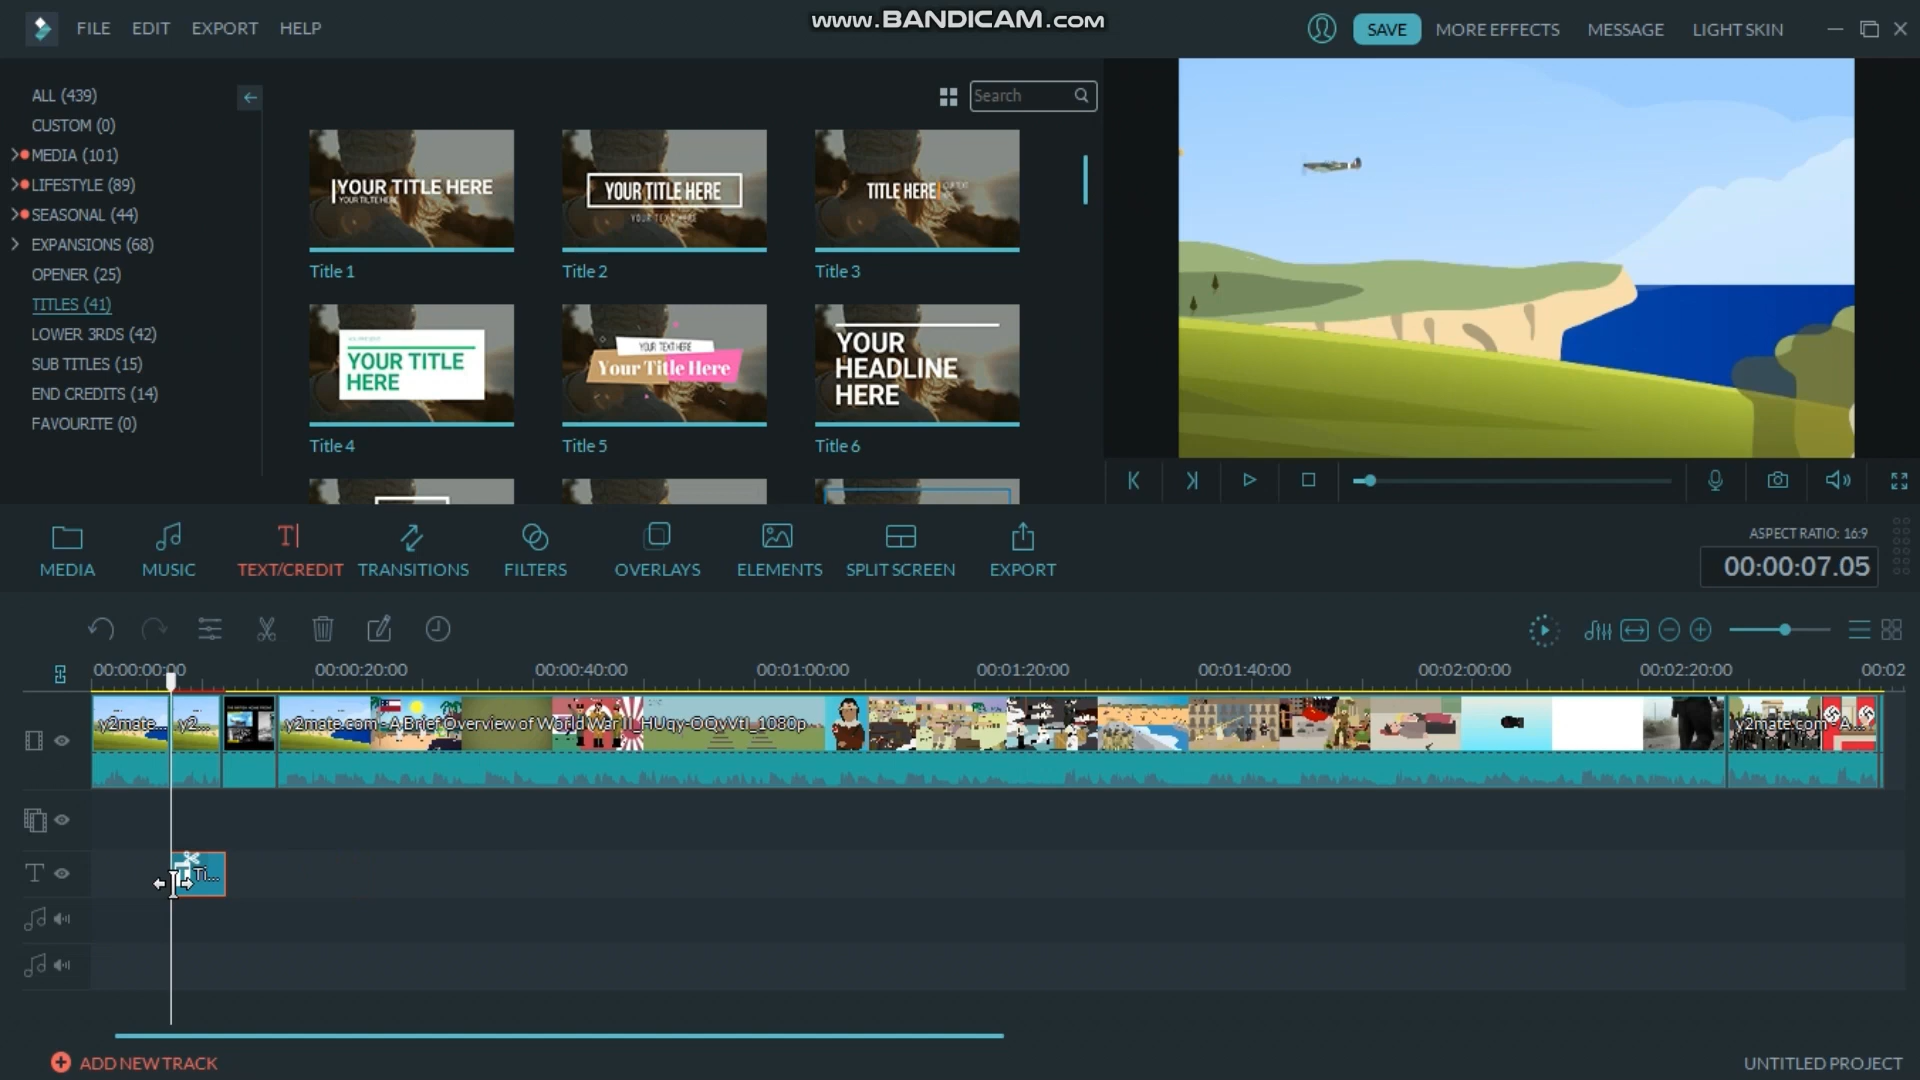 www.BANDICAM.com
FILE EDIT EXPORT HELP
SAVE MORE EFFECTS MESSAGE LIGHT SKIN
ALL (439)
CUSTOM (0)
MEDIA (101)
LIFESTYLE (89)
SEASONAL (44)
EXPANSIONS (68)
OPENER (25)
TITLES (41)
LOWER 3RDS (42)
SUB TITLES (15)
END CREDITS (14)
FAVOURITE (0)
Search
YOUR TITLE HERE
YOUR TILTE HERE
Title 1
YOUR TITLE HERE
YOUR TEXT HERE
Title 2
TITLE HERE
Title 3
YOUR TITLE
HERE
Title 4
YOUR TEXT HERE
Your Title Here
Title 5
YOUR
HEADLINE
HERE
Title 6
MEDIA MUSIC TEXT/CREDIT TRANSITIONS FILTERS OVERLAYS ELEMENTS SPLIT SCREEN EXPORT
ASPECT RATIO: 16:9
00:00:07.05
00:00:00:00 00:00:20:00 00:00:40:00 00:01:00:00 00:01:20:00 00:01:40:00 00:02:00:00 00:02:20:00 00:02
y2mate... y2... y2mate.com - A Brief Overview of World War II_HUqy-OQvVtI_1080p y2mate.com - A...
T Ti...
ADD NEW TRACK
UNTITLED PROJECT